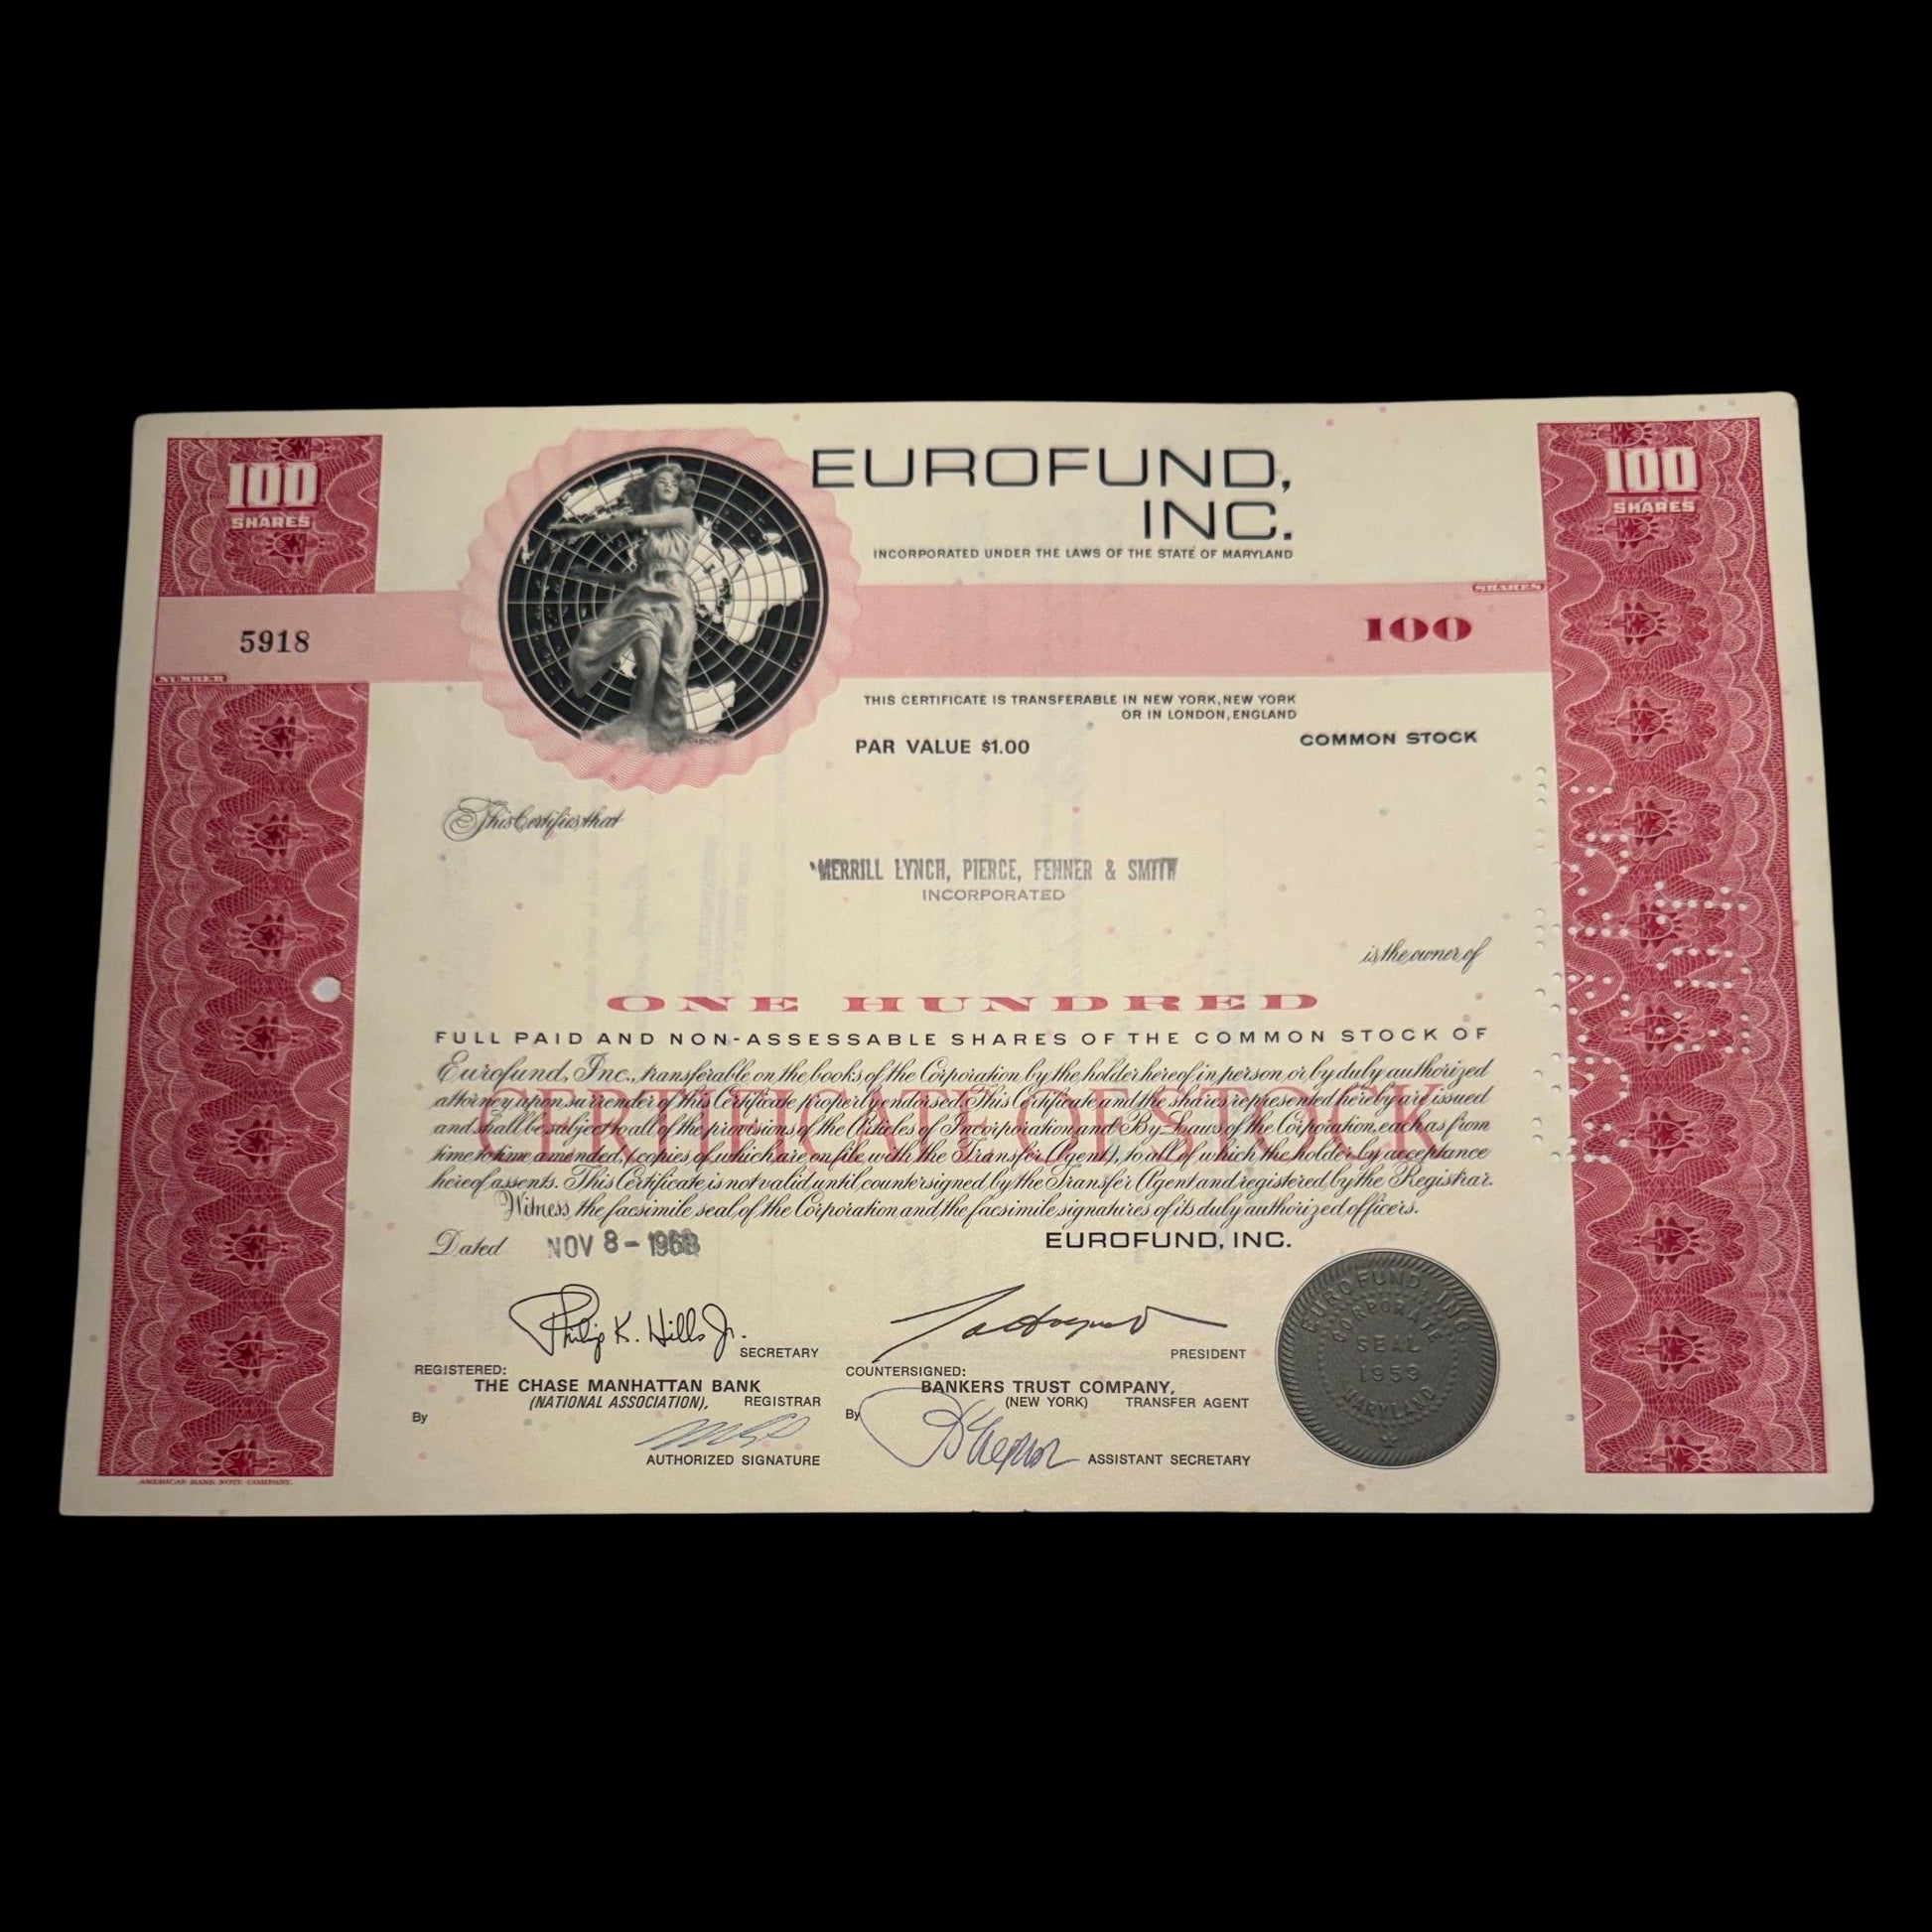 100
SHARES
100
SHARES
EUROFUND,
INC.
INCORPORATED UNDER THE LAWS OF THE STATE OF MARYLAND
SHARES
5918
100
NUMBER
THIS CERTIFICATE IS TRANSFERABLE IN NEW YORK, NEW YORK
OR IN LONDON, ENGLAND
PAR VALUE $1.00
COMMON STOCK
This Certifies that
MERRILL LYNCH, PIERCE, FENNER & SMITH
INCORPORATED
is the owner of
ONE HUNDRED
FULL PAID AND NON-ASSESSABLE SHARES OF THE COMMON STOCK OF
Eurofund, Inc., transferable on the books of the Corporation by the holder hereof in person or by duly authorized
attorney upon surrender of this Certificate properly endorsed. This Certificate and the shares represented hereby are issued
and shall be subject to all of the provisions of the Articles of Incorporation and By-Laws of the Corporation, each as from
time to time amended, (copies of which are on file with the Transfer Agent), to all of which the holder by acceptance
hereof assents. This Certificate is not valid until countersigned by the Transfer Agent and registered by the Registrar.
Witness the facsimile seal of the Corporation and the facsimile signatures of its duly authorized officers.
CERTIFICATE OF STOCK
Dated NOV 8 - 1968
EUROFUND, INC.
Philip K. Hills Jr.
SECRETARY
PRESIDENT
REGISTERED:
THE CHASE MANHATTAN BANK
(NATIONAL ASSOCIATION), REGISTRAR
By
AUTHORIZED SIGNATURE
COUNTERSIGNED:
BANKERS TRUST COMPANY,
(NEW YORK) TRANSFER AGENT
By
ASSISTANT SECRETARY
EUROFUND, INC.
CORPORATE
SEAL
1959
MARYLAND
AMERICAN BANK NOTE COMPANY.